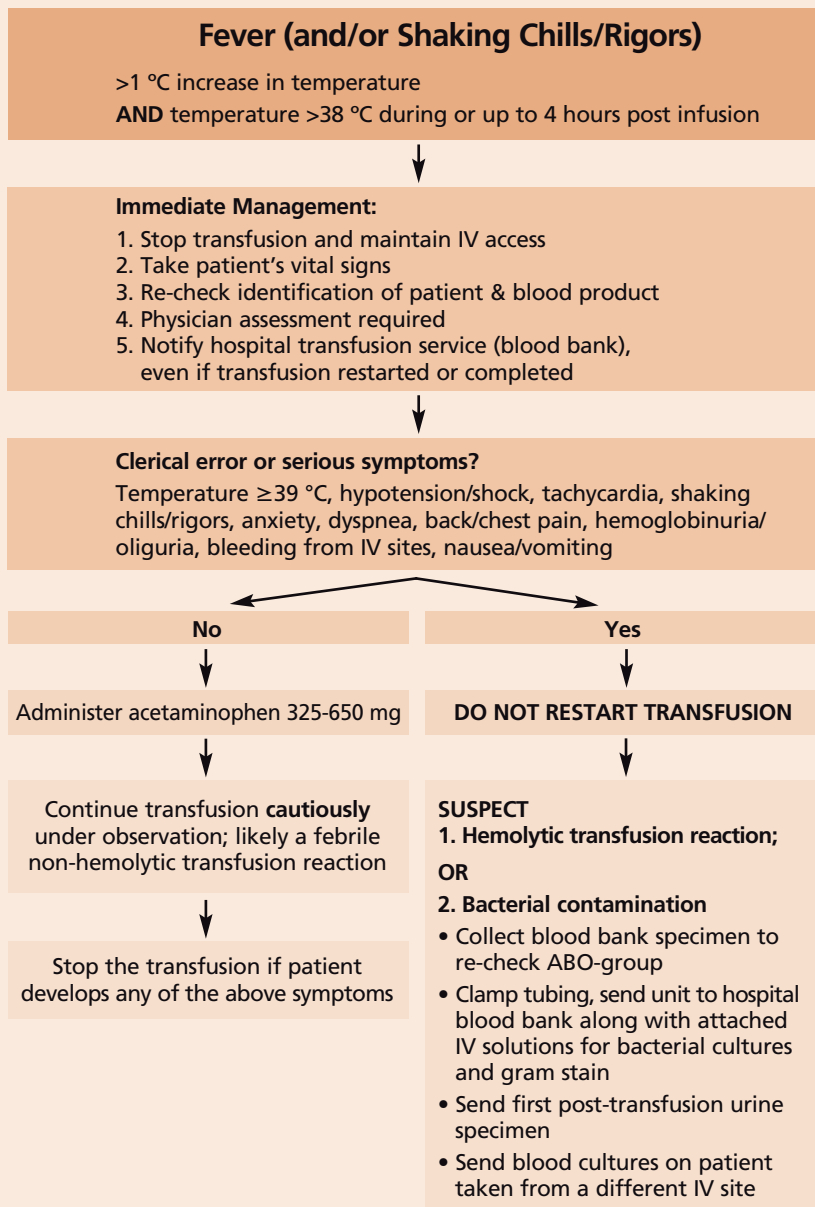 Fever (and/or Shaking Chills/Rigors)
>1 ºC increase in temperature
AND temperature >38 ºC during or up to 4 hours post infusion
Immediate Management:
1. Stop transfusion and maintain IV access
2. Take patient’s vital signs
3. Re-check identification of patient & blood product
4. Physician assessment required
5. Notify hospital transfusion service (blood bank),
even if transfusion restarted or completed
Clerical error or serious symptoms?
Temperature ≥39 °C, hypotension/shock, tachycardia, shaking
chills/rigors, anxiety, dyspnea, back/chest pain, hemoglobinuria/
oliguria, bleeding from IV sites, nausea/vomiting
No
Administer acetaminophen 325-650 mg
Continue transfusion cautiously
under observation; likely a febrile
non-hemolytic transfusion reaction
Stop the transfusion if patient
develops any of the above symptoms
Yes
DO NOT RESTART TRANSFUSION
SUSPECT
1. Hemolytic transfusion reaction;
OR
2. Bacterial contamination
• Collect blood bank specimen to
re-check ABO-group
• Clamp tubing, send unit to hospital
blood bank along with attached
IV solutions for bacterial cultures
and gram stain
• Send first post-transfusion urine
specimen
• Send blood cultures on patient
taken from a different IV site